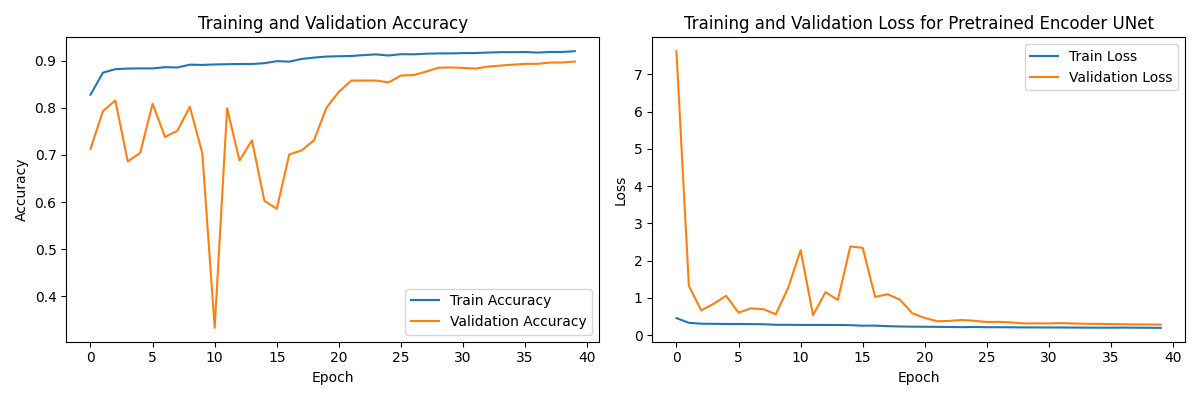 Training and Validation Accuracy
0.9
0.8
0.7
0.6
0.5
0.4
Accuracy
Train Accuracy
Validation Accuracy
0 5 10 15 20 25 30 35 40
Epoch
Training and Validation Loss for Pretrained Encoder UNet
Train Loss
Validation Loss
7
6
5
4
3
2
1
0
Loss
0 5 10 15 20 25 30 35 40
Epoch